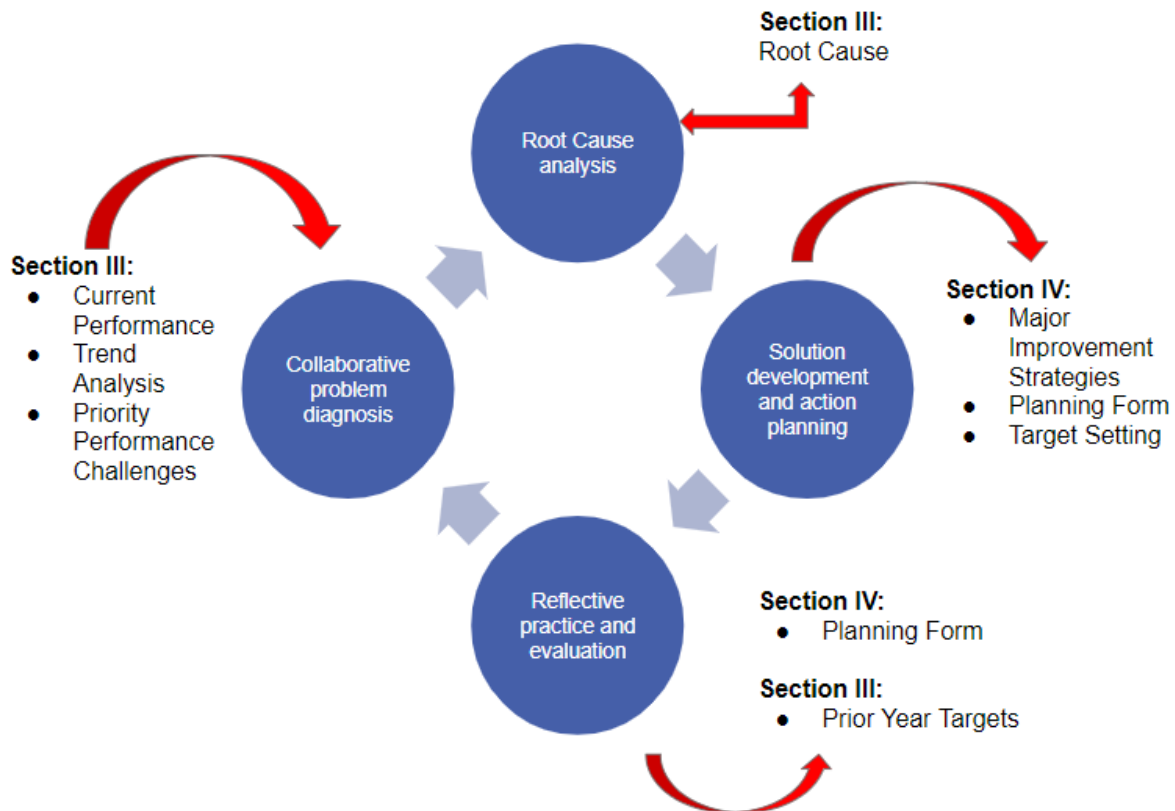 Section III:
Root Cause
Root Cause
analysis
Section III:
● Current
Performance
● Trend
Analysis
● Priority
Performance
Challenges
Collaborative
problem
diagnosis
Solution
development
and action
planning
Section IV:
● Major
Improvement
Strategies
● Planning Form
● Target Setting
Reflective
practice and
evaluation
Section IV:
● Planning Form
Section III:
● Prior Year Targets